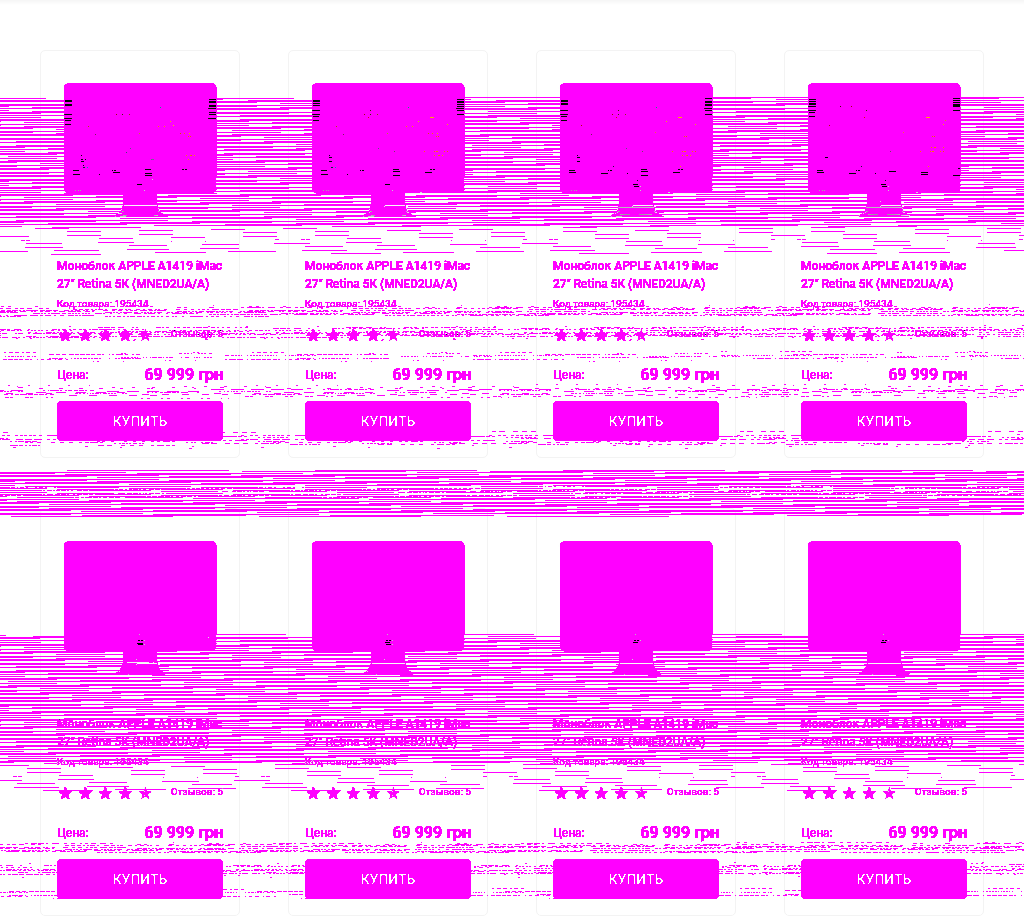 Моноблок APPLE A1419 iMac Моноблок APPLE A1419 iMac Моноблок APPLE A1419 iMac Моноблок APPLE A1419 iMac
27" Retina 5K (MNED2UA/A) 27" Retina 5K (MNED2UA/A) 27" Retina 5K (MNED2UA/A) 27" Retina 5K (MNED2UA/A)
Код товара: 195434 Код товара: 195434 Код товара: 195434 Код товара: 195434
Отзывов: 5 Отзывов: 5 Отзывов: 5 Отзывов: 5
Цена: 69 999 грн Цена: 69 999 грн Цена: 69 999 грн Цена: 69 999 грн
КУПИТЬ КУПИТЬ КУПИТЬ КУПИТЬ
Моноблок APPLE A1419 iMac Моноблок APPLE A1419 iMac Моноблок APPLE A1419 iMac Моноблок APPLE A1419 iMac
27" Retina 5K (MNED2UA/A) 27" Retina 5K (MNED2UA/A) 27" Retina 5K (MNED2UA/A) 27" Retina 5K (MNED2UA/A)
Код товара: 195434 Код товара: 195434 Код товара: 195434 Код товара: 195434
Отзывов: 5 Отзывов: 5 Отзывов: 5 Отзывов: 5
Цена: 69 999 грн Цена: 69 999 грн Цена: 69 999 грн Цена: 69 999 грн
КУПИТЬ КУПИТЬ КУПИТЬ КУПИТЬ